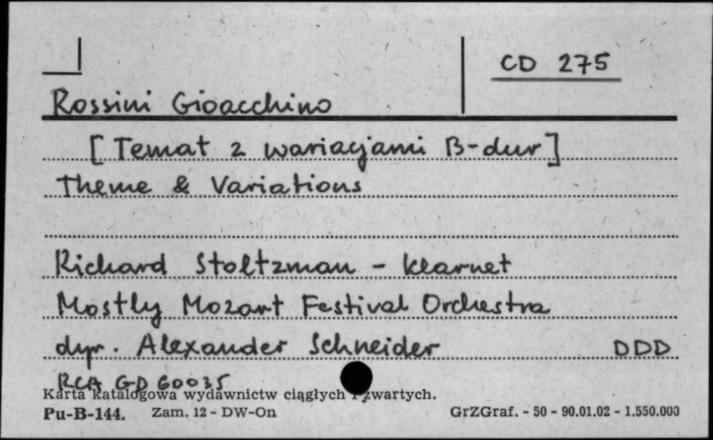 CD 275
Rossini Gioacchino
[Temat z wariacjami B-dur]
Theme & Variations
Richard Stoltzman - klarnet
Mostly Mozart Festival Orchestra
dyr. Alexander Schneider DDD
RCA GD 60035
Karta katalogowa wydawnictw ciągłych zwartych.
Pu-B-144. Zam. 12 - DW-On GrZGraf. - 50 - 90.01.02 - 1.550.000